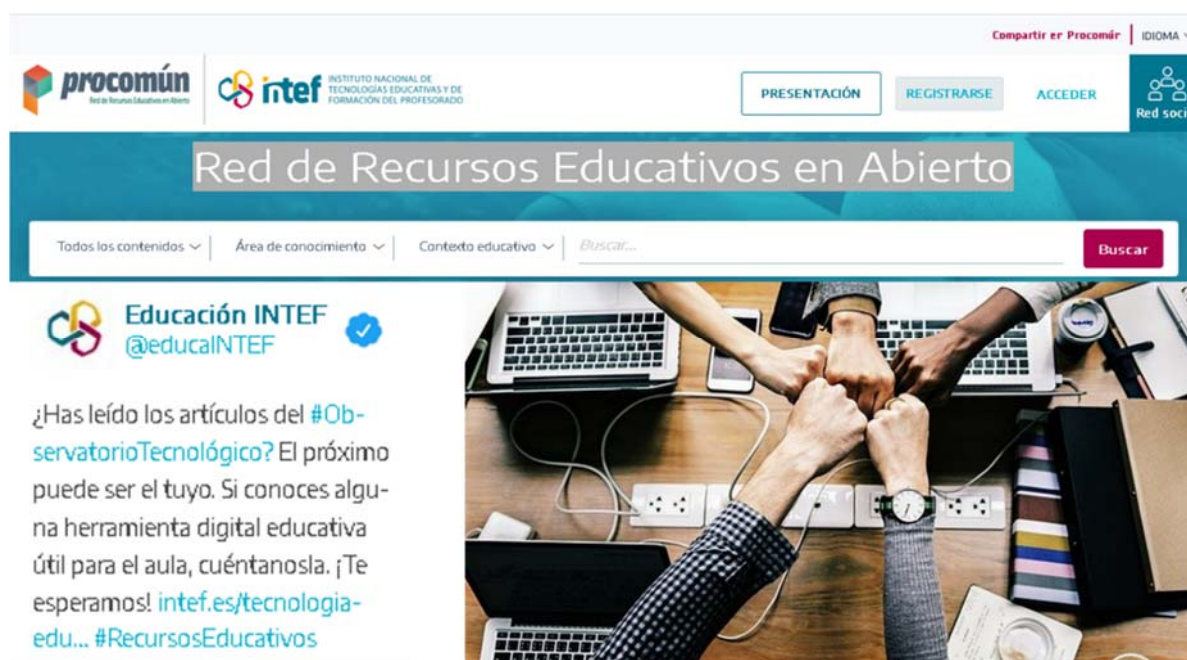 Compartir er Procomúr
IDIOMA
procomún
Red de Recursos Educativos en Abierto
intef
INSTITUTO NACIONAL DE
TECNOLOGÍAS EDUCATIVAS Y DE
FORMACIÓN DEL PROFESORADO
PRESENTACIÓN
REGISTRARSE
ACCEDER
Red soci
Red de Recursos Educativos en Abierto
Todos los contenidos
Área de conocimiento
Contexto educativo
Buscar...
Buscar
Educación INTEF
@educaINTEF
¿Has leído los artículos del #Ob-
servatorioTecnológico? El próximo
puede ser el tuyo. Si conoces algu-
na herramienta digital educativa
útil para el aula, cuéntanosla. ¡Te
esperamos! intef.es/tecnologia-
edu... #RecursosEducativos